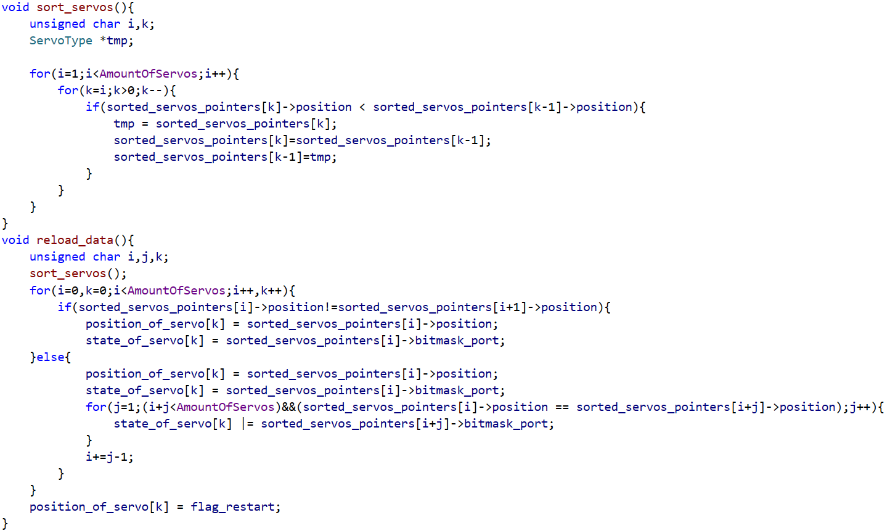 void sort_servos(){
    unsigned char i,k;
    ServoType *tmp;

    for(i=1;i<AmountOfServos;i++){
        for(k=i;k>0;k--){
            if(sorted_servos_pointers[k]->position < sorted_servos_pointers[k-1]->position){
                tmp = sorted_servos_pointers[k];
                sorted_servos_pointers[k]=sorted_servos_pointers[k-1];
                sorted_servos_pointers[k-1]=tmp;
            }
        }
    }
}
void reload_data(){
    unsigned char i,j,k;
    sort_servos();
    for(i=0,k=0;i<AmountOfServos;i++,k++){
        if(sorted_servos_pointers[i]->position!=sorted_servos_pointers[i+1]->position){
            position_of_servo[k] = sorted_servos_pointers[i]->position;
            state_of_servo[k] = sorted_servos_pointers[i]->bitmask_port;
    }else{
            position_of_servo[k] = sorted_servos_pointers[i]->position;
            state_of_servo[k] = sorted_servos_pointers[i]->bitmask_port;
            for(j=1;(i+j<AmountOfServos)&&(sorted_servos_pointers[i]->position == sorted_servos_pointers[i+j]->position);j++){
                state_of_servo[k] |= sorted_servos_pointers[i+j]->bitmask_port;
            }
            i+=j-1;
        }
    }
    position_of_servo[k] = flag_restart;
}